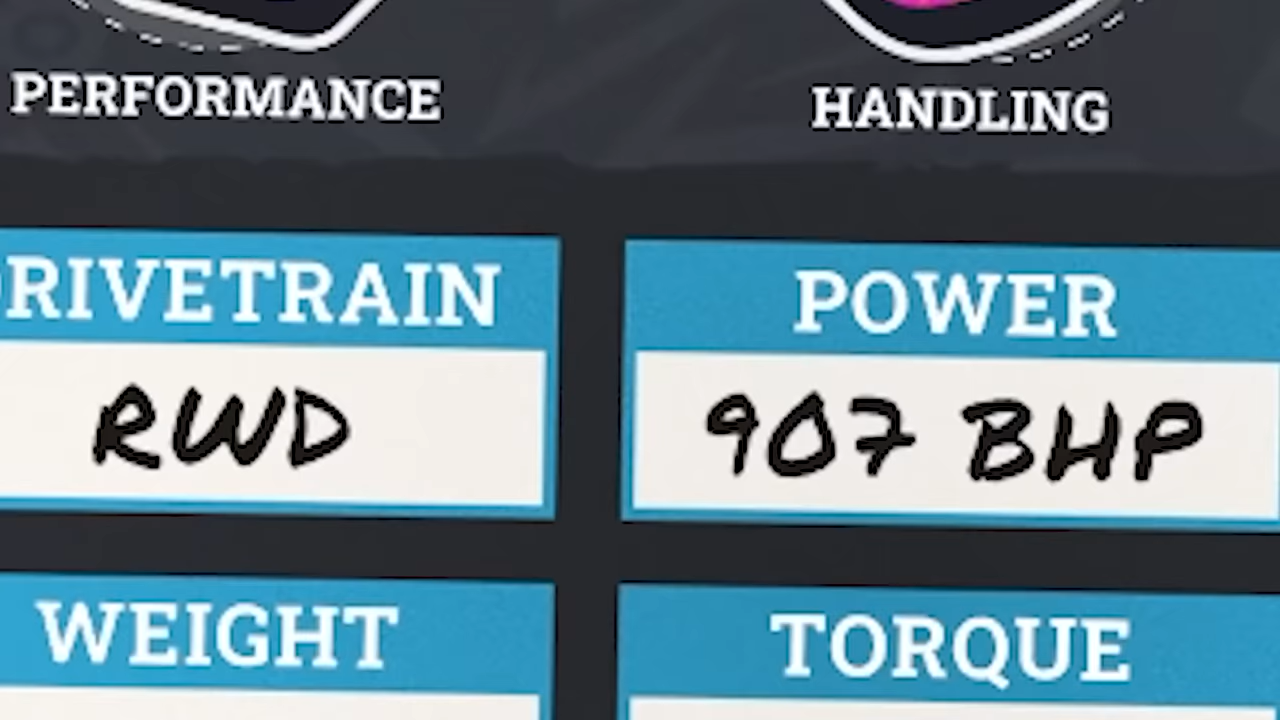 PERFORMANCE HANDLING
RIVETRAIN POWER
RWD 907 BHP
WEIGHT TORQUE